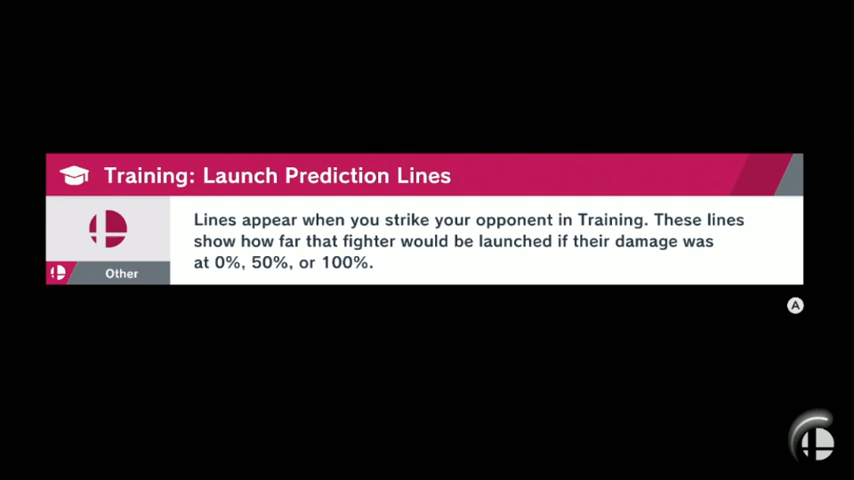 Training: Launch Prediction Lines
Lines appear when you strike your opponent in Training. These lines
show how far that fighter would be launched if their damage was
at 0%, 50%, or 100%.
Other
A